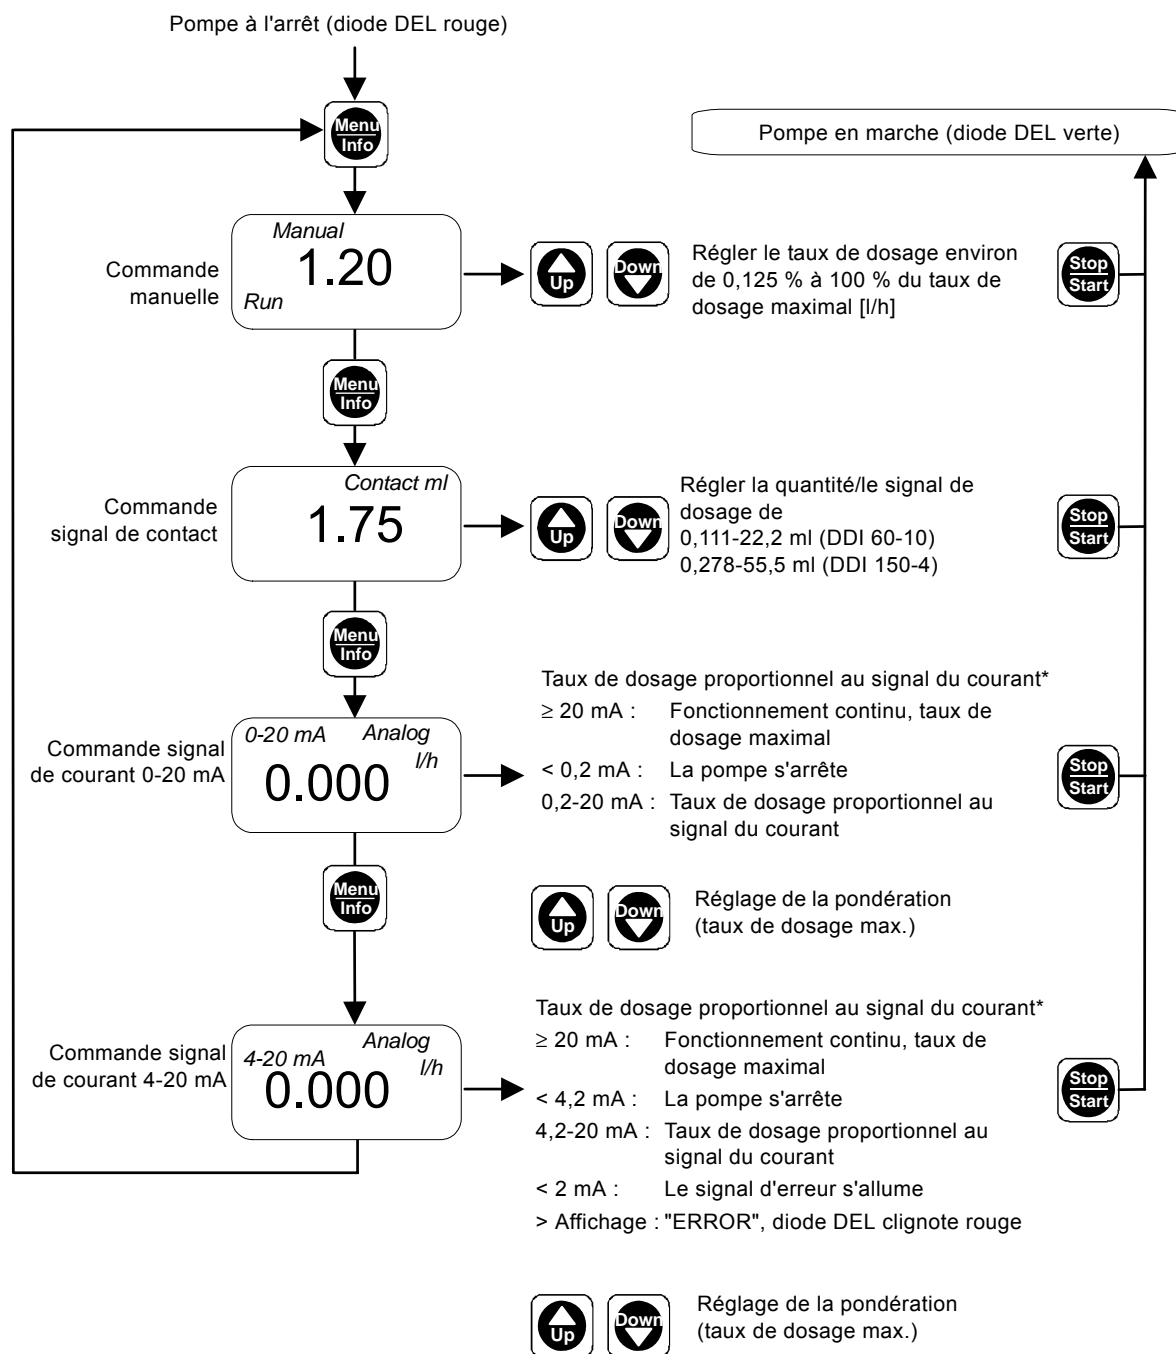 Pompe à l'arrêt (diode DEL rouge)
Menu
Info
Pompe en marche (diode DEL verte)
Manual
1.20
Run
Commande
manuelle
Up
Down
Régler le taux de dosage environ
de 0,125 % à 100 % du taux de
dosage maximal [l/h]
Stop
Start
Menu
Info
Contact ml
1.75
Commande
signal de contact
Up
Down
Régler la quantité/le signal de
dosage de
0,111-22,2 ml (DDI 60-10)
0,278-55,5 ml (DDI 150-4)
Stop
Start
Menu
Info
Commande signal
de courant 0-20 mA
0-20 mA Analog
l/h
0.000
Taux de dosage proportionnel au signal du courant*
≥ 20 mA : Fonctionnement continu, taux de
dosage maximal
< 0,2 mA : La pompe s'arrête
0,2-20 mA : Taux de dosage proportionnel au
signal du courant
Stop
Start
Menu
Info
Up
Down
Réglage de la pondération
(taux de dosage max.)
Commande signal
de courant 4-20 mA
Analog
4-20 mA l/h
0.000
Taux de dosage proportionnel au signal du courant*
≥ 20 mA : Fonctionnement continu, taux de
dosage maximal
< 4,2 mA : La pompe s'arrête
4,2-20 mA : Taux de dosage proportionnel au
signal du courant
< 2 mA : Le signal d'erreur s'allume
> Affichage : "ERROR", diode DEL clignote rouge
Stop
Start
Up
Down
Réglage de la pondération
(taux de dosage max.)